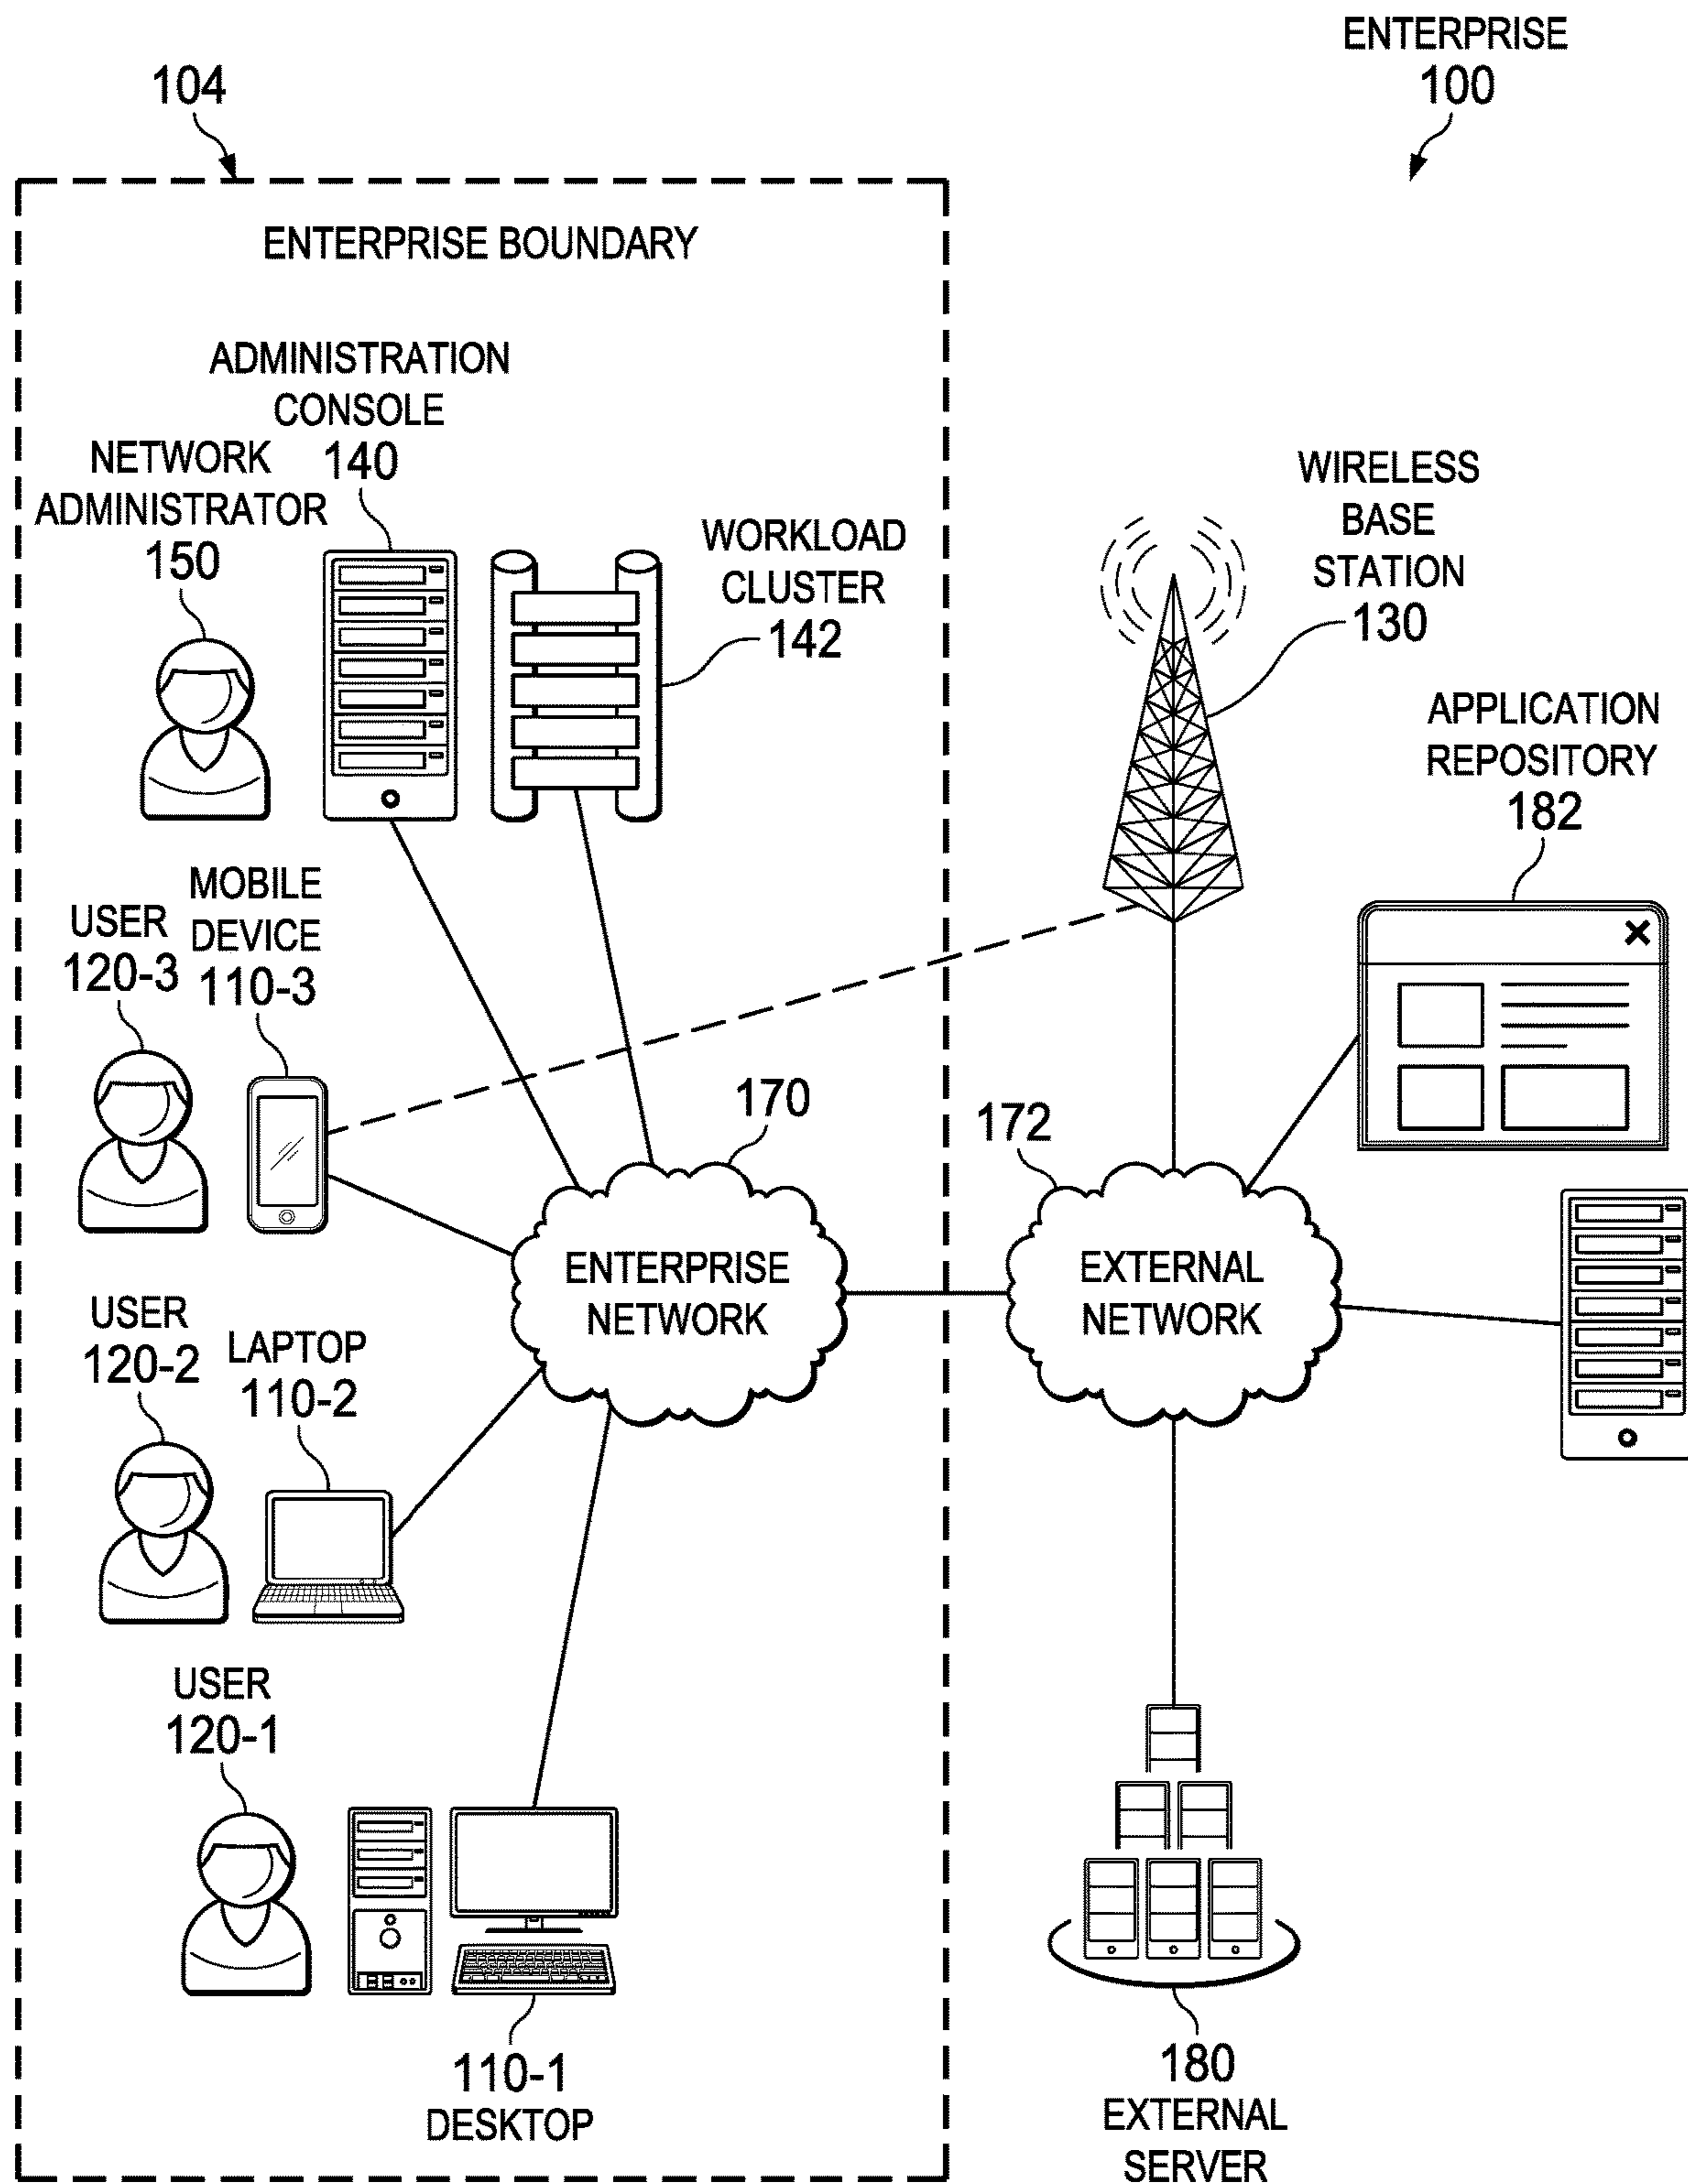 ENTERPRISE
100
104
ENTERPRISE BOUNDARY
ADMINISTRATION
CONSOLE
140
NETWORK
ADMINISTRATOR
150
WORKLOAD
CLUSTER
142
WIRELESS
BASE
STATION
130
APPLICATION
REPOSITORY
182
MOBILE
DEVICE
110-3
USER
120-3
170
172
ENTERPRISE
NETWORK
EXTERNAL
NETWORK
USER
120-2
LAPTOP
110-2
USER
120-1
110-1
DESKTOP
180
EXTERNAL
SERVER